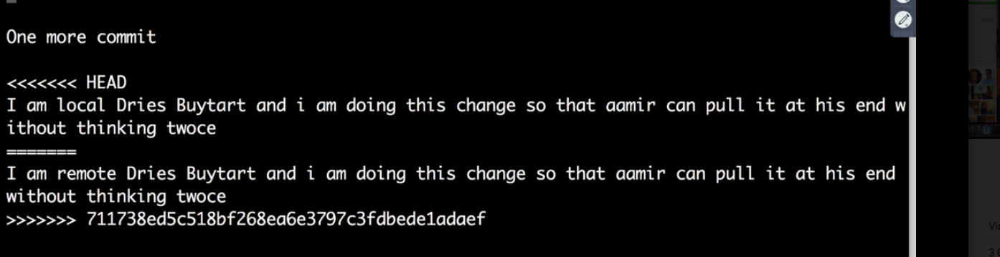 One more commit
<<<<<<< HEAD
I am local Dries Buytart and i am doing this change so that aamir can pull it at his end w
ithout thinking twoce
=======
I am remote Dries Buytart and i am doing this change so that aamir can pull it at his end
without thinking twoce
>>>>>>> 711738ed5c518bf268ea6e3797c3fdbede1adaef